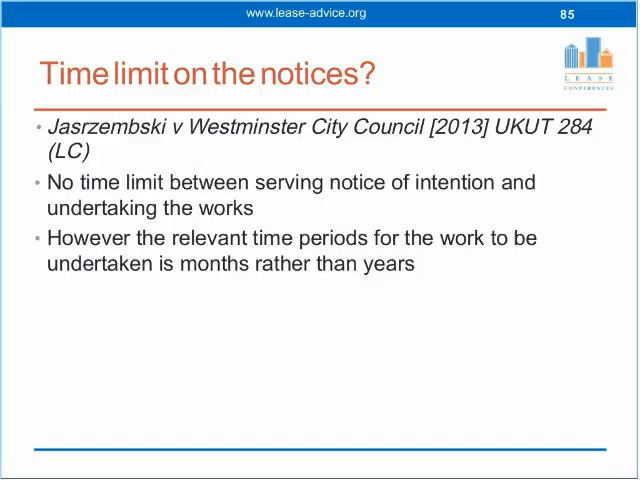 www.lease-advice.org
85
Time limit on the notices?
LEASE
CONFERENCES
• Jasrzembski v Westminster City Council [2013] UKUT 284
(LC)
• No time limit between serving notice of intention and
undertaking the works
• However the relevant time periods for the work to be
undertaken is months rather than years